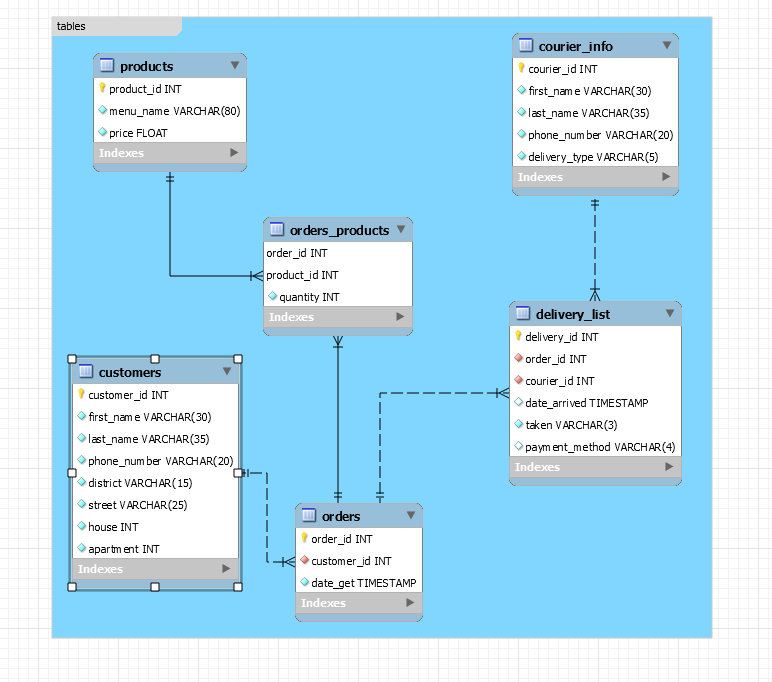 tables
products
product_id INT
menu_name VARCHAR(80)
price FLOAT
Indexes
courier_info
courier_id INT
first_name VARCHAR(30)
last_name VARCHAR(35)
phone_number VARCHAR(20)
delivery_type VARCHAR(5)
Indexes
orders_products
order_id INT
product_id INT
quantity INT
Indexes
delivery_list
delivery_id INT
order_id INT
courier_id INT
date_arrived TIMESTAMP
taken VARCHAR(3)
payment_method VARCHAR(4)
Indexes
customers
customer_id INT
first_name VARCHAR(30)
last_name VARCHAR(35)
phone_number VARCHAR(20)
district VARCHAR(15)
street VARCHAR(25)
house INT
apartment INT
Indexes
orders
order_id INT
customer_id INT
date_get TIMESTAMP
Indexes